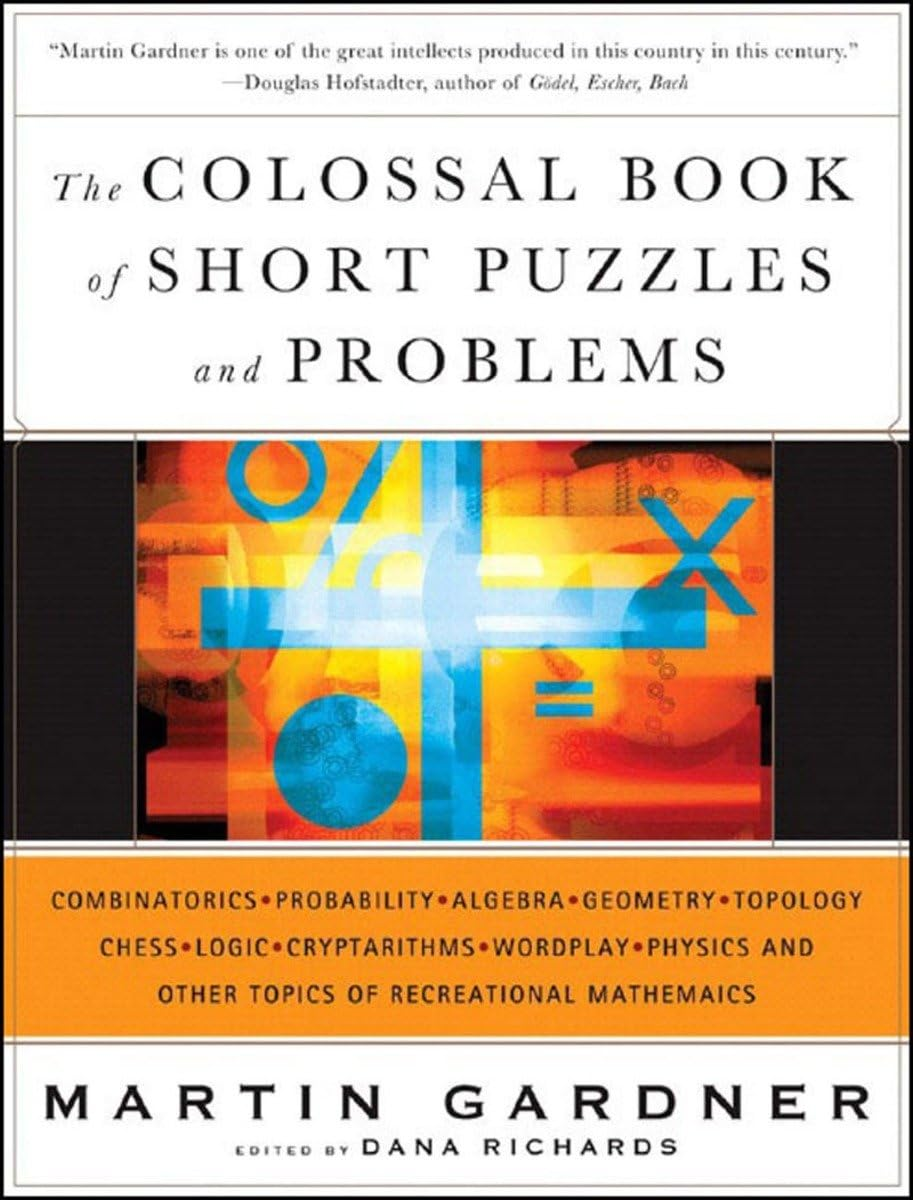 “Martin Gardner is one of the great intellects produced in this country in this century.”
—Douglas Hofstadter, author of Gödel, Escher, Bach
The COLOSSAL BOOK
of SHORT PUZZLES
and PROBLEMS
%
X
=
COMBINATORICS•PROBABILITY•ALGEBRA•GEOMETRY•TOPOLOGY
CHESS•LOGIC•CRYPTARITHMS•WORDPLAY•PHYSICS AND
OTHER TOPICS OF RECREATIONAL MATHEMAICS
MARTIN GARDNER
EDITED BY DANA RICHARDS